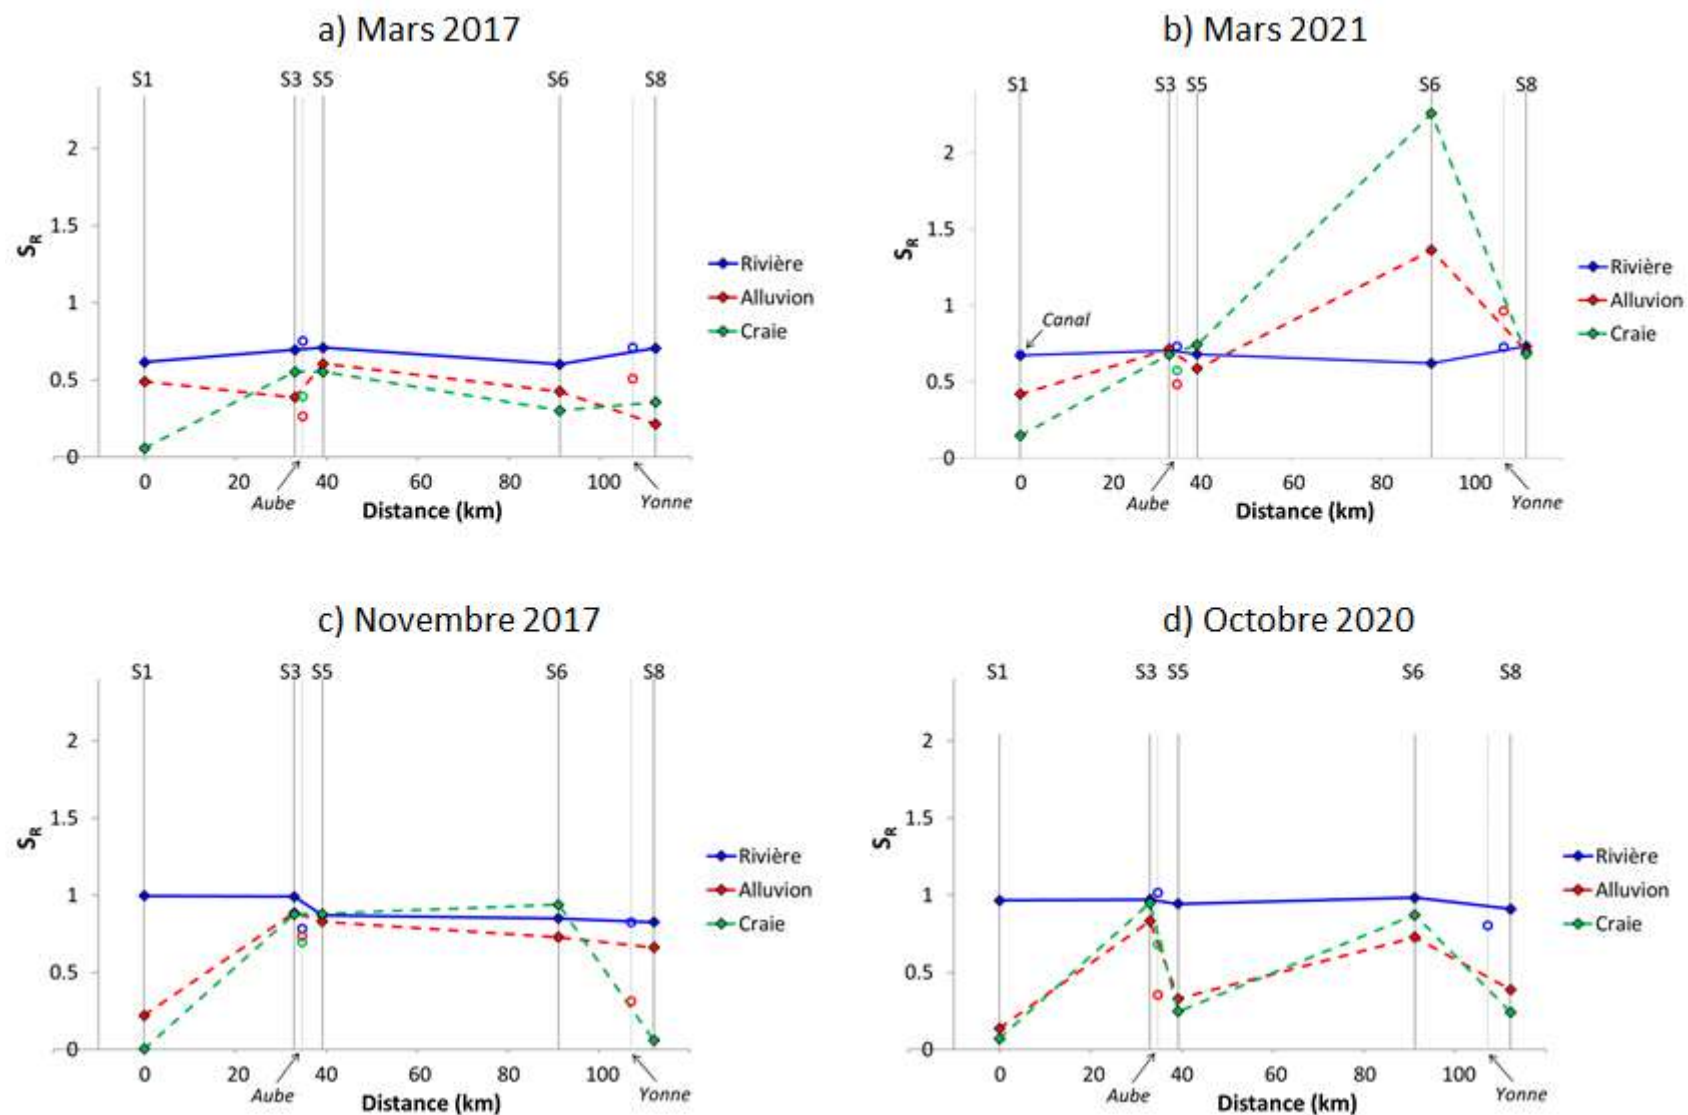 a) Mars 2017
S1 S3 S5 S6 S8
2
1.5
1
0.5
0
S_R
0 20 40 60 80 100
Aube
Yonne
Distance (km)
Rivière
Alluvion
Craie
b) Mars 2021
S1 S3 S5 S6 S8
2
1.5
1
0.5
0
S_R
Canal
0 20 40 60 80 100
Aube
Yonne
Distance (km)
Rivière
Alluvion
Craie
c) Novembre 2017
S1 S3 S5 S6 S8
2
1.5
1
0.5
0
S_R
0 20 40 60 80 100
Aube
Yonne
Distance (km)
Rivière
Alluvion
Craie
d) Octobre 2020
S1 S3 S5 S6 S8
2
1.5
1
0.5
0
S_R
0 20 40 60 80 100
Aube
Yonne
Distance (km)
Rivière
Alluvion
Craie